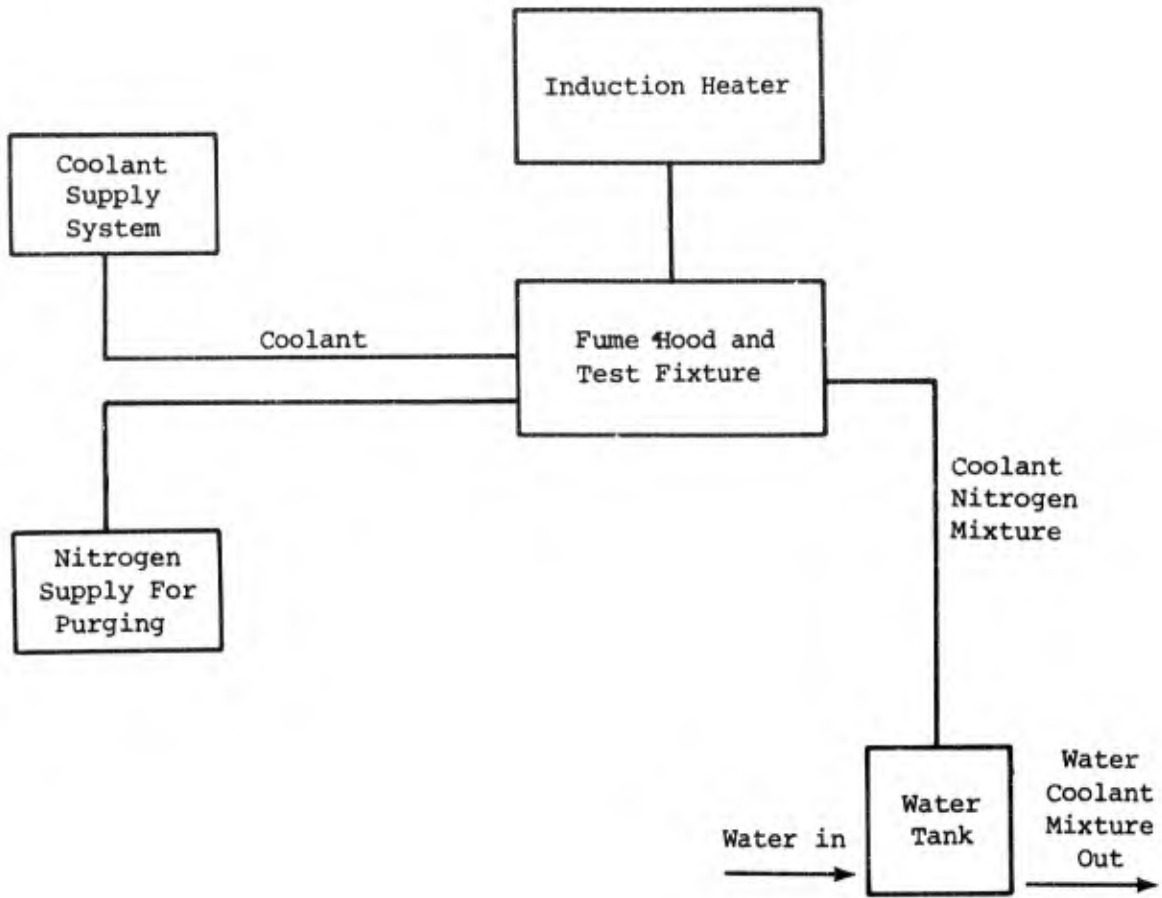 Induction Heater
Coolant
Supply
System
Coolant
Fume Hood and
Test Fixture
Coolant
Nitrogen
Mixture
Nitrogen
Supply For
Purging
Water
Coolant
Mixture
Out
Water
Tank
Water in